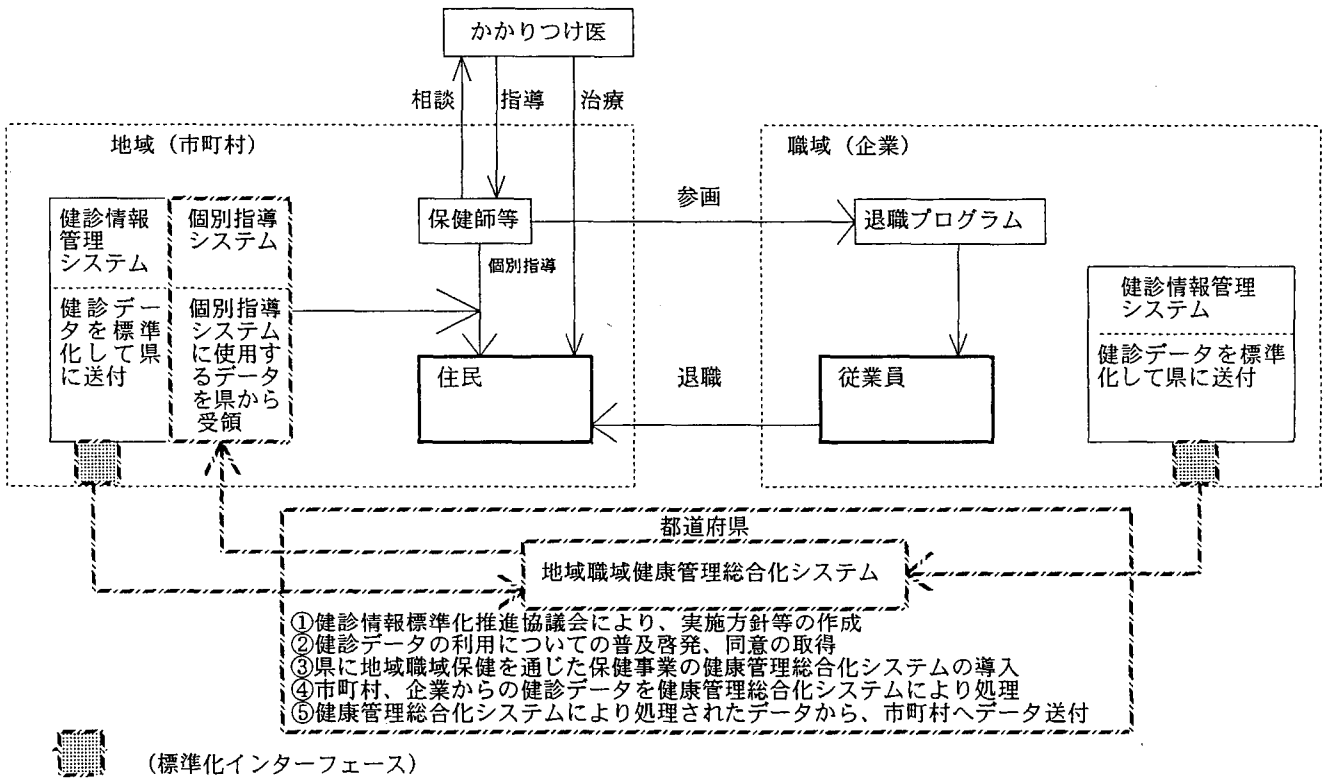 かかりつけ医
相談
指導
治療
地域（市町村）
健診情報
管理
システム
健診デー
タを標準
化して県
に送付
個別指導
システム
個別指導
システム
に使用す
るデータ
を県から
受領
保健師等
個別指導
住民
参画
退職
職域（企業）
退職プログラム
従業員
健診情報管理
システム
健診データを標準
化して県に送付
都道府県
地域職域健康管理総合化システム
①健診情報標準化推進協議会により、実施方針等の作成
②健診データの利用についての普及啓発、同意の取得
③県に地域職域保健を通じた保健事業の健康管理総合化システムの導入
④市町村、企業からの健診データを健康管理総合化システムにより処理
⑤健康管理総合化システムにより処理されたデータから、市町村へデータ送付
（標準化インターフェース）